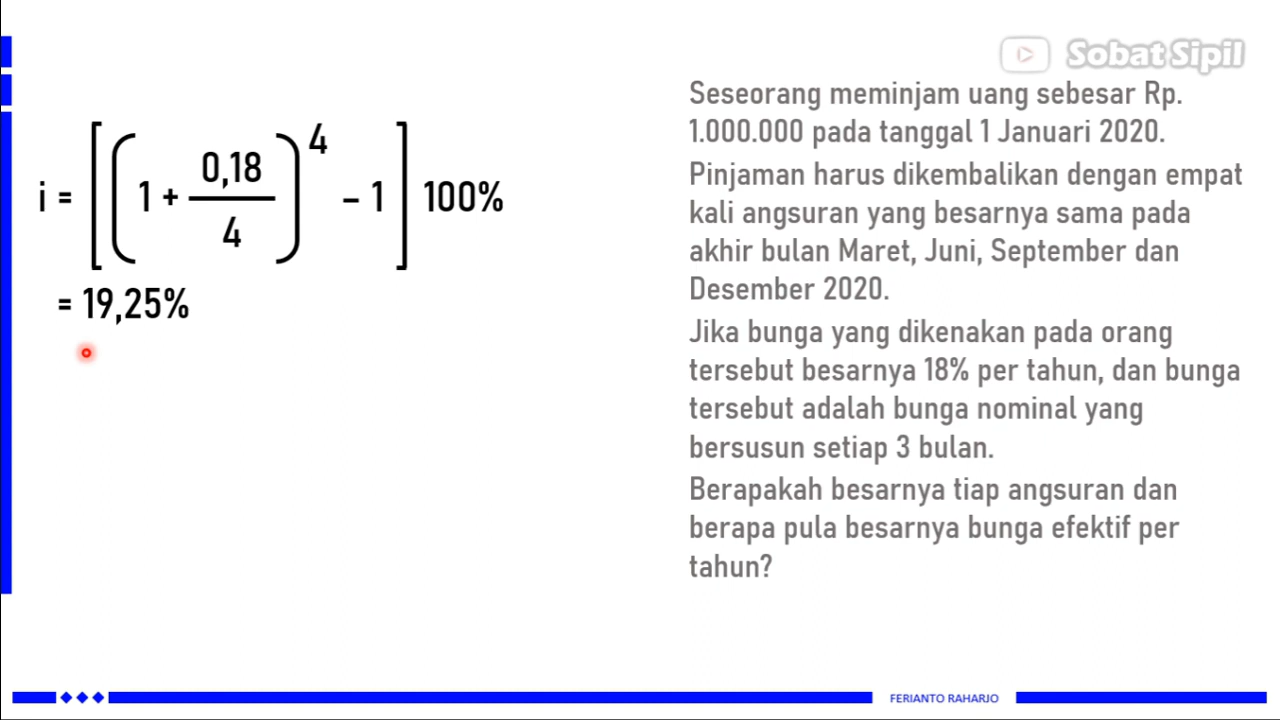 Sobat Sipil
i = [(1 + 0,18/4)^4 – 1] 100%
= 19,25%
Seseorang meminjam uang sebesar Rp.
1.000.000 pada tanggal 1 Januari 2020.
Pinjaman harus dikembalikan dengan empat
kali angsuran yang besarnya sama pada
akhir bulan Maret, Juni, September dan
Desember 2020.
Jika bunga yang dikenakan pada orang
tersebut besarnya 18% per tahun, dan bunga
tersebut adalah bunga nominal yang
bersusun setiap 3 bulan.
Berapakah besarnya tiap angsuran dan
berapa pula besarnya bunga efektif per
tahun?
FERIANTO RAHARJO